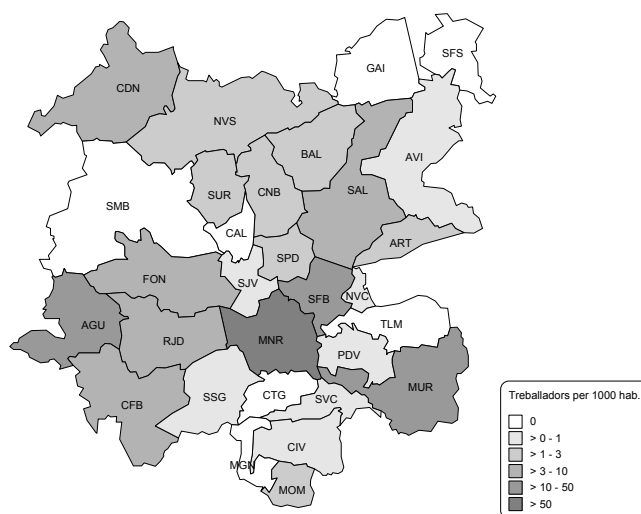 SFS
GAI
CDN
NVS
BAL
AVI
SUR
CNB
SAL
SMB
CAL
ART
SPD
FON
SJV
NVC
SFB
AGU
TLM
RJD
MNR
PDV
MUR
SSG
CTG
SVC
CFB
CIV
MGN
MOM
Treballadors per 1000 hab.
0
> 0 - 1
> 1 - 3
> 3 - 10
> 10 - 50
> 50